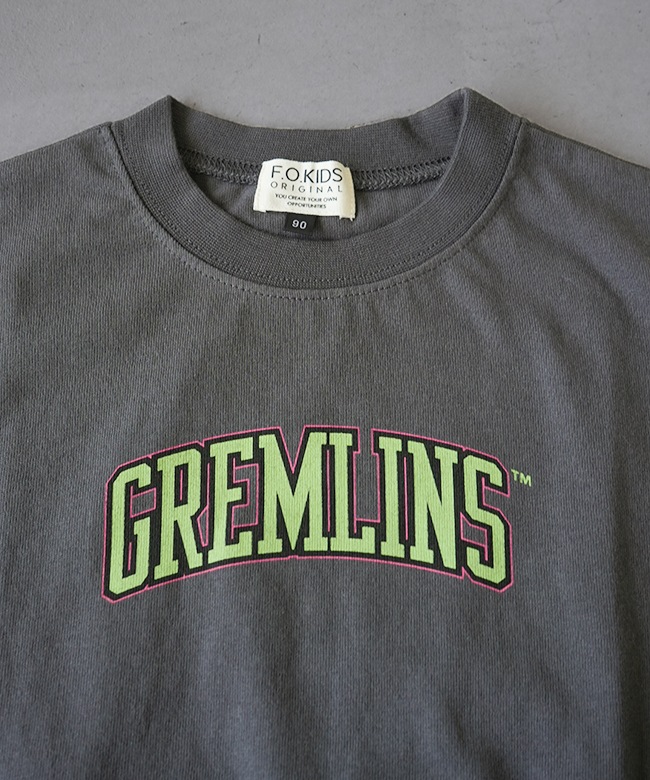 F.O.KIDS
ORIGINAL
YOU CREATE YOUR OWN
OPPORTUNITIES
90
GREMLINS™